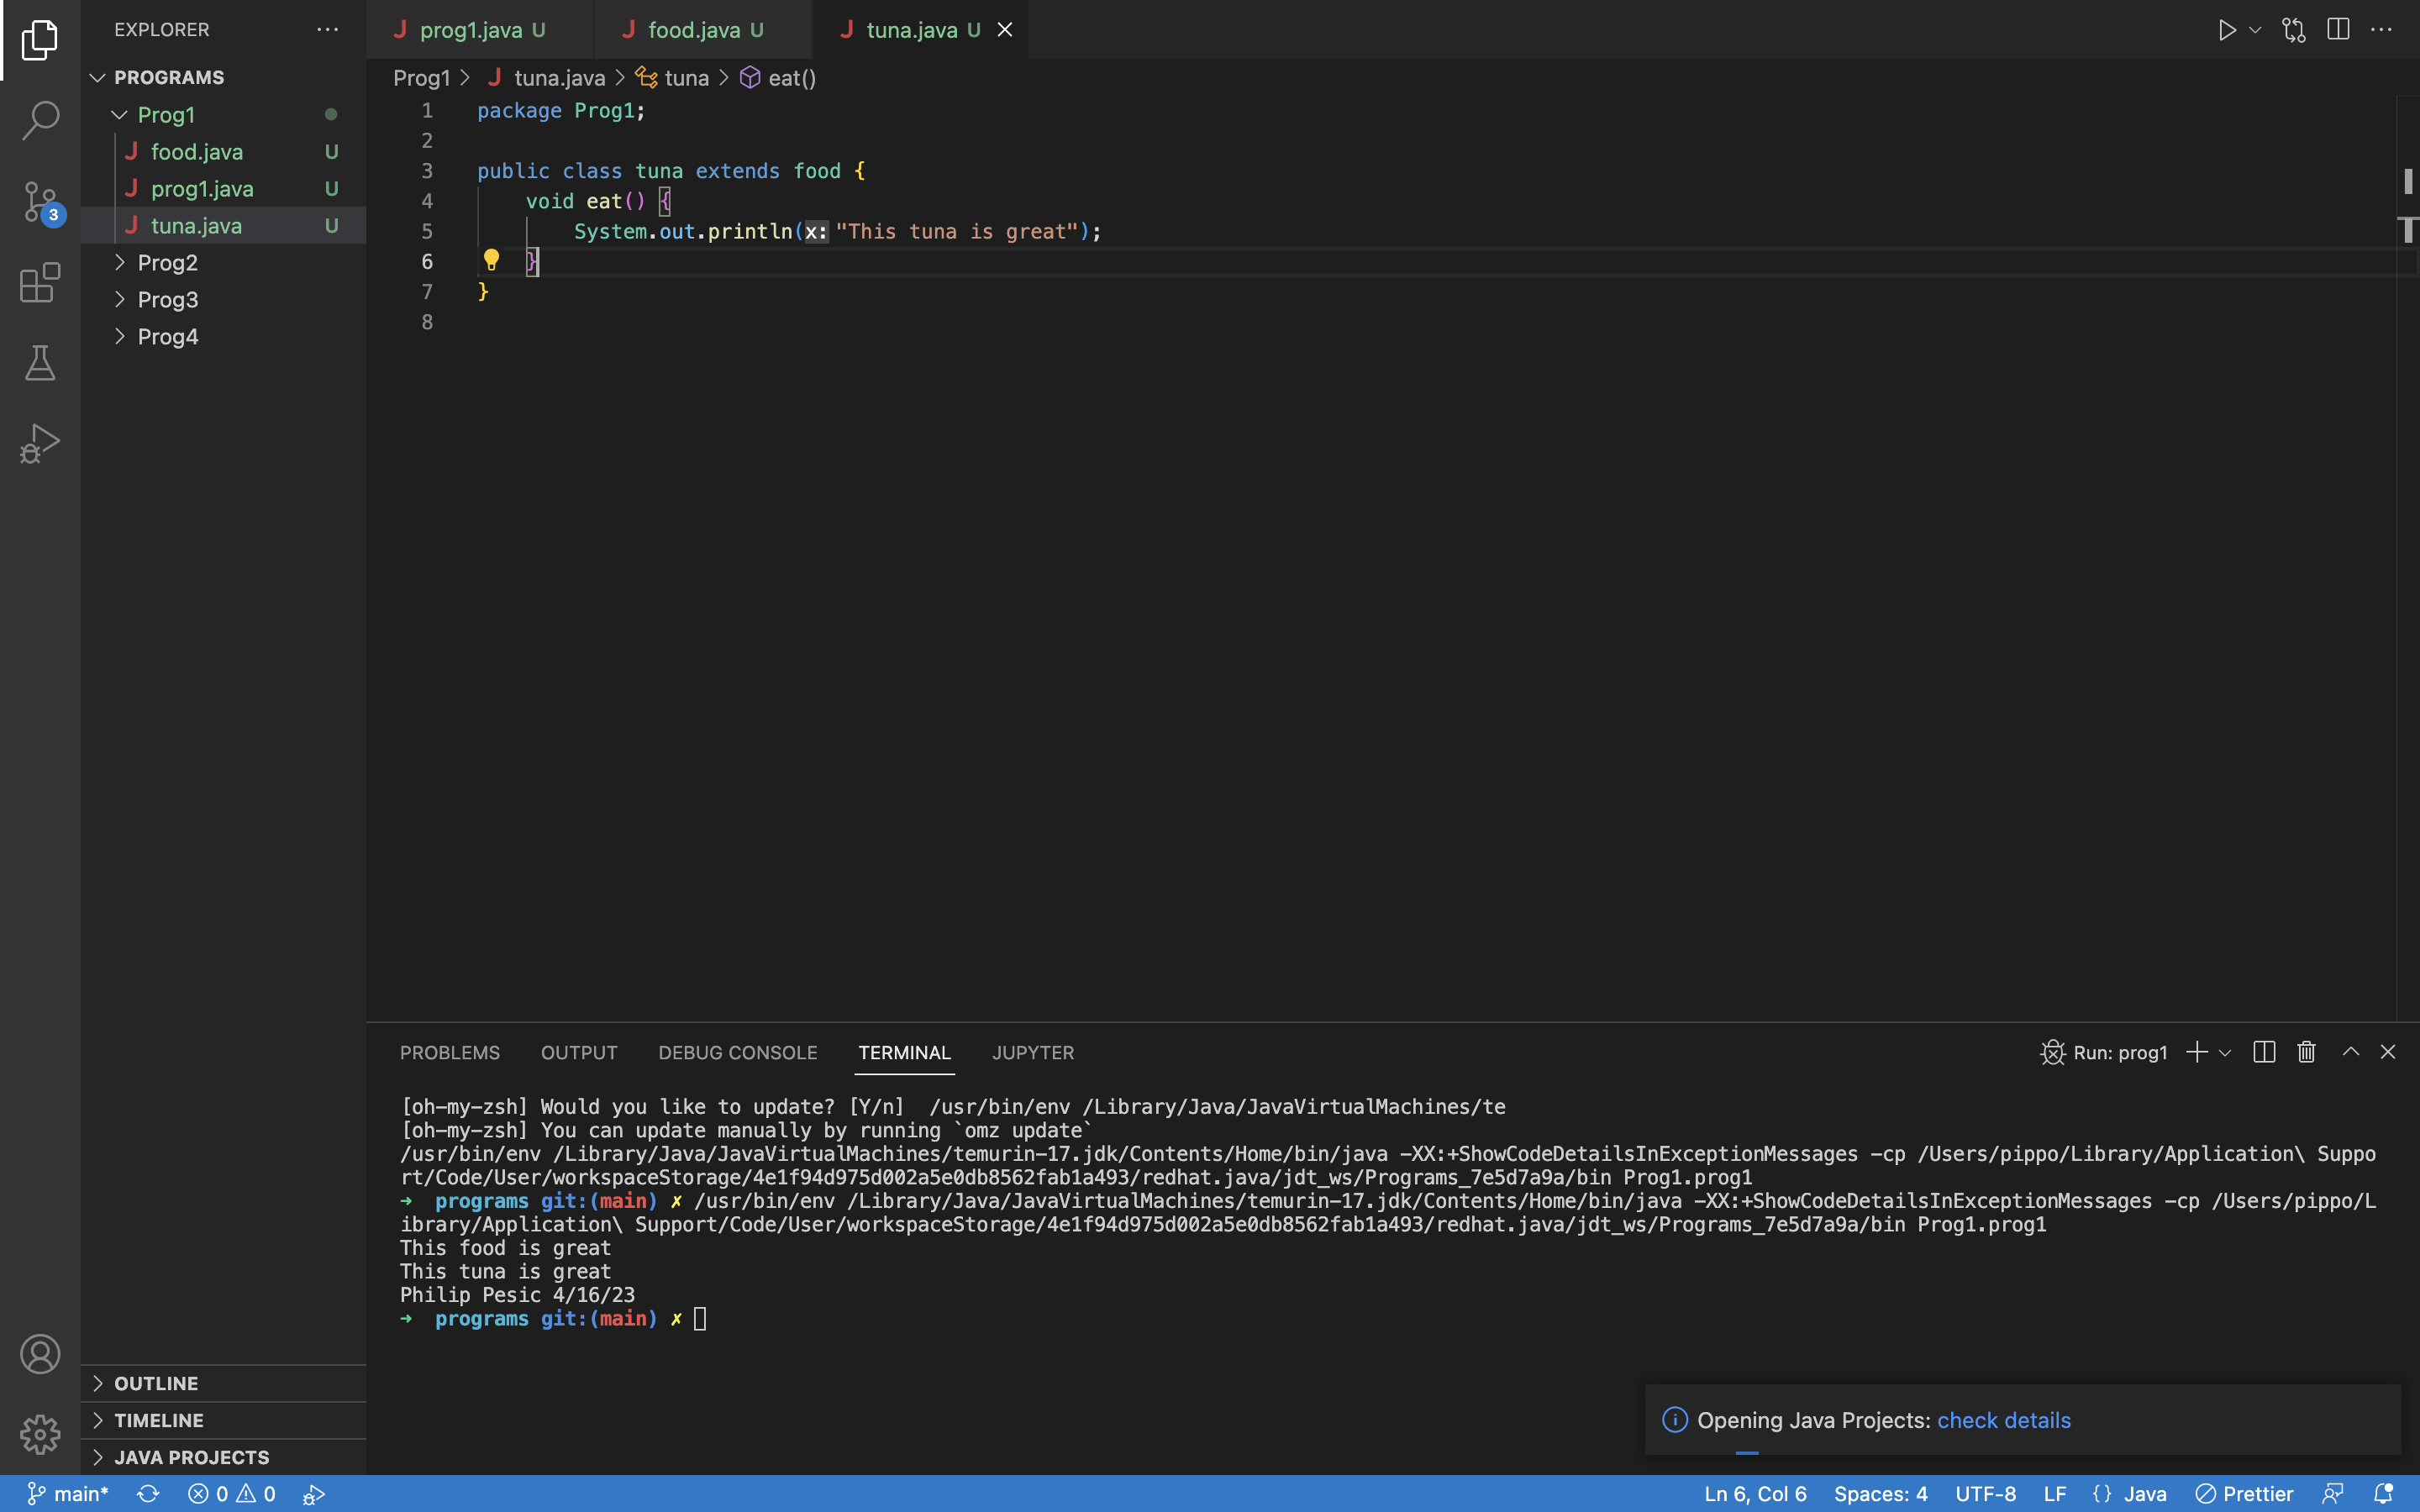 EXPLORER
PROGRAMS
Prog1
food.java U
prog1.java U
tuna.java U
Prog2
Prog3
Prog4
OUTLINE
TIMELINE
JAVA PROJECTS
3
prog1.java U
food.java U
tuna.java U
Prog1 > tuna.java > tuna > eat()
1 package Prog1;
2
3 public class tuna extends food {
4 void eat() {
5 System.out.println(x: "This tuna is great");
6 }
7 }
8
PROBLEMS OUTPUT DEBUG CONSOLE TERMINAL JUPYTER
Run: prog1
[oh-my-zsh] Would you like to update? [Y/n]  /usr/bin/env /Library/Java/JavaVirtualMachines/te
[oh-my-zsh] You can update manually by running `omz update`
/usr/bin/env /Library/Java/JavaVirtualMachines/temurin-17.jdk/Contents/Home/bin/java -XX:+ShowCodeDetailsInExceptionMessages -cp /Users/pippo/Library/Application\ Suppo
rt/Code/User/workspaceStorage/4e1f94d975d002a5e0db8562fab1a493/redhat.java/jdt_ws/Programs_7e5d7a9a/bin Prog1.prog1
➜  programs git:(main) ✗ /usr/bin/env /Library/Java/JavaVirtualMachines/temurin-17.jdk/Contents/Home/bin/java -XX:+ShowCodeDetailsInExceptionMessages -cp /Users/pippo/L
ibrary/Application\ Support/Code/User/workspaceStorage/4e1f94d975d002a5e0db8562fab1a493/redhat.java/jdt_ws/Programs_7e5d7a9a/bin Prog1.prog1
This food is great
This tuna is great
Philip Pesic 4/16/23
➜  programs git:(main) ✗
Opening Java Projects: check details
main* 0 0 Ln 6, Col 6 Spaces: 4 UTF-8 LF {} Java Prettier